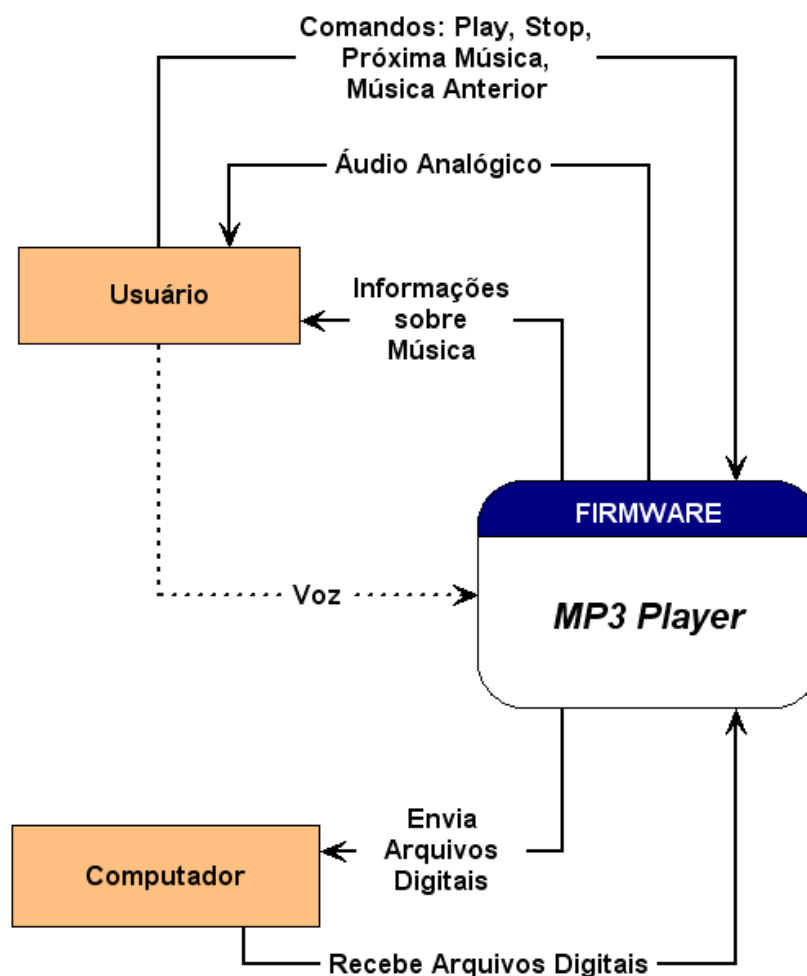 Comandos: Play, Stop,
Próxima Música,
Música Anterior
Áudio Analógico
Usuário
Informações
sobre
Música
FIRMWARE
Voz
MP3 Player
Envia
Arquivos
Digitais
Computador
Recebe Arquivos Digitais